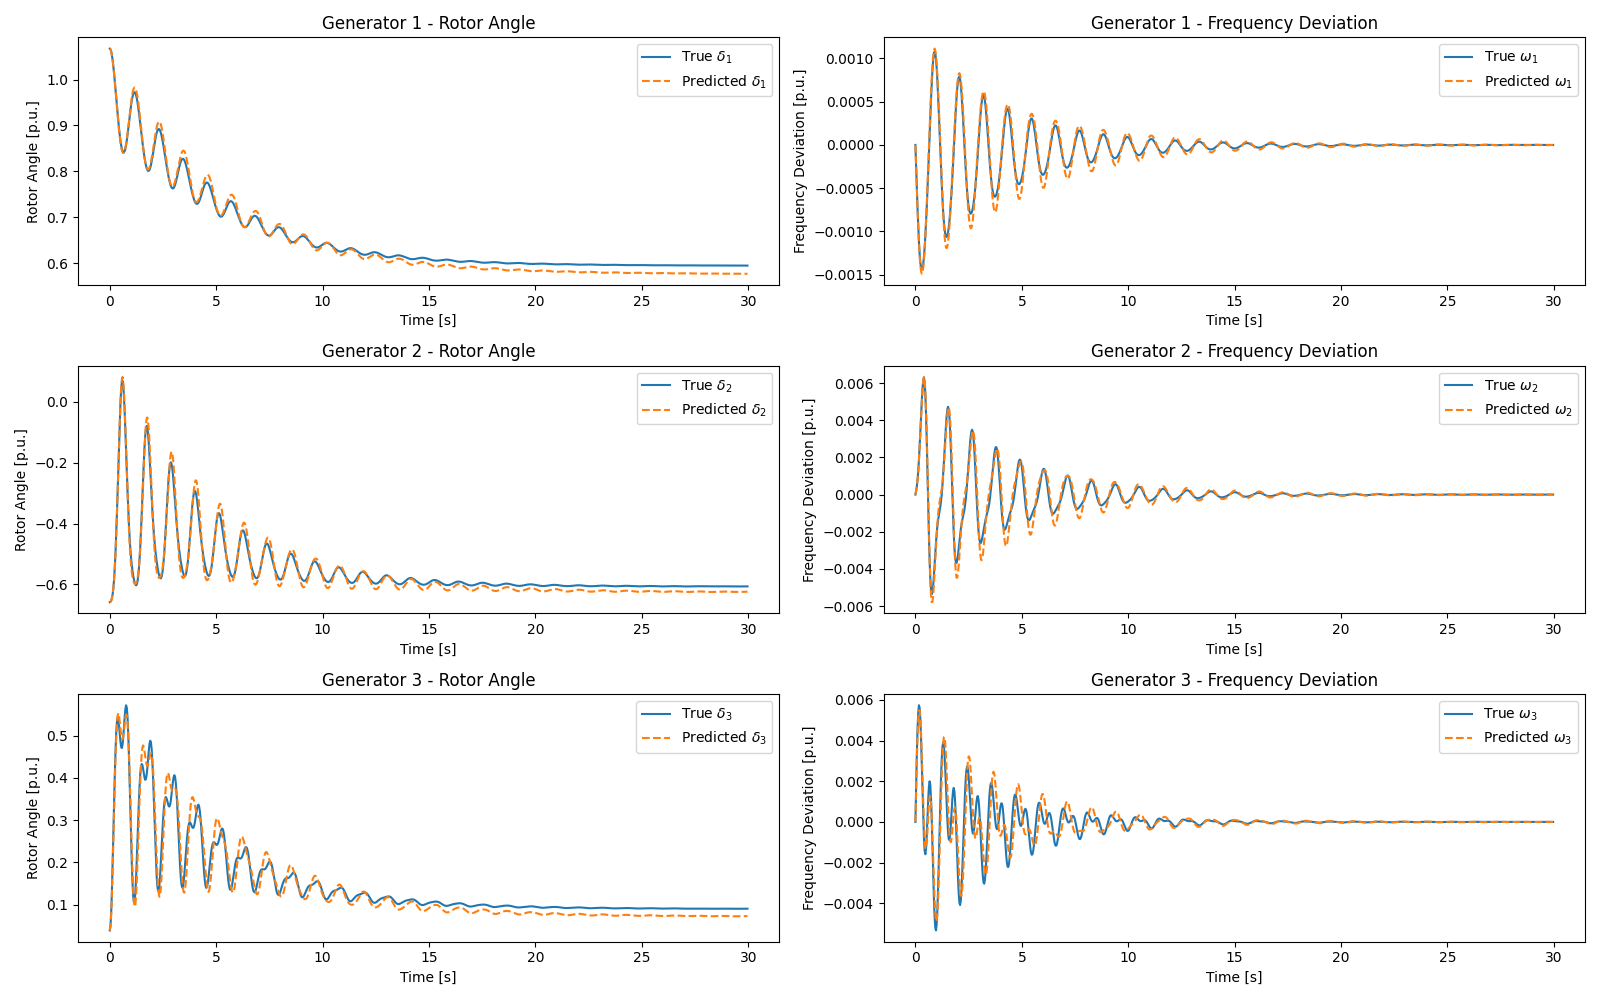 Generator 1 - Rotor Angle
Rotor Angle [p.u.]
1.0
0.9
0.8
0.7
0.6
True δ₁
Predicted δ₁
0 5 10 15 20 25 30
Time [s]
Generator 1 - Frequency Deviation
Frequency Deviation [p.u.]
0.0010
0.0005
0.0000
−0.0005
−0.0010
−0.0015
True ω₁
Predicted ω₁
0 5 10 15 20 25 30
Time [s]
Generator 2 - Rotor Angle
Rotor Angle [p.u.]
0.0
−0.2
−0.4
−0.6
True δ₂
Predicted δ₂
0 5 10 15 20 25 30
Time [s]
Generator 2 - Frequency Deviation
Frequency Deviation [p.u.]
0.006
0.004
0.002
0.000
−0.002
−0.004
−0.006
True ω₂
Predicted ω₂
0 5 10 15 20 25 30
Time [s]
Generator 3 - Rotor Angle
Rotor Angle [p.u.]
0.5
0.4
0.3
0.2
0.1
True δ₃
Predicted δ₃
0 5 10 15 20 25 30
Time [s]
Generator 3 - Frequency Deviation
Frequency Deviation [p.u.]
0.006
0.004
0.002
0.000
−0.002
−0.004
True ω₃
Predicted ω₃
0 5 10 15 20 25 30
Time [s]